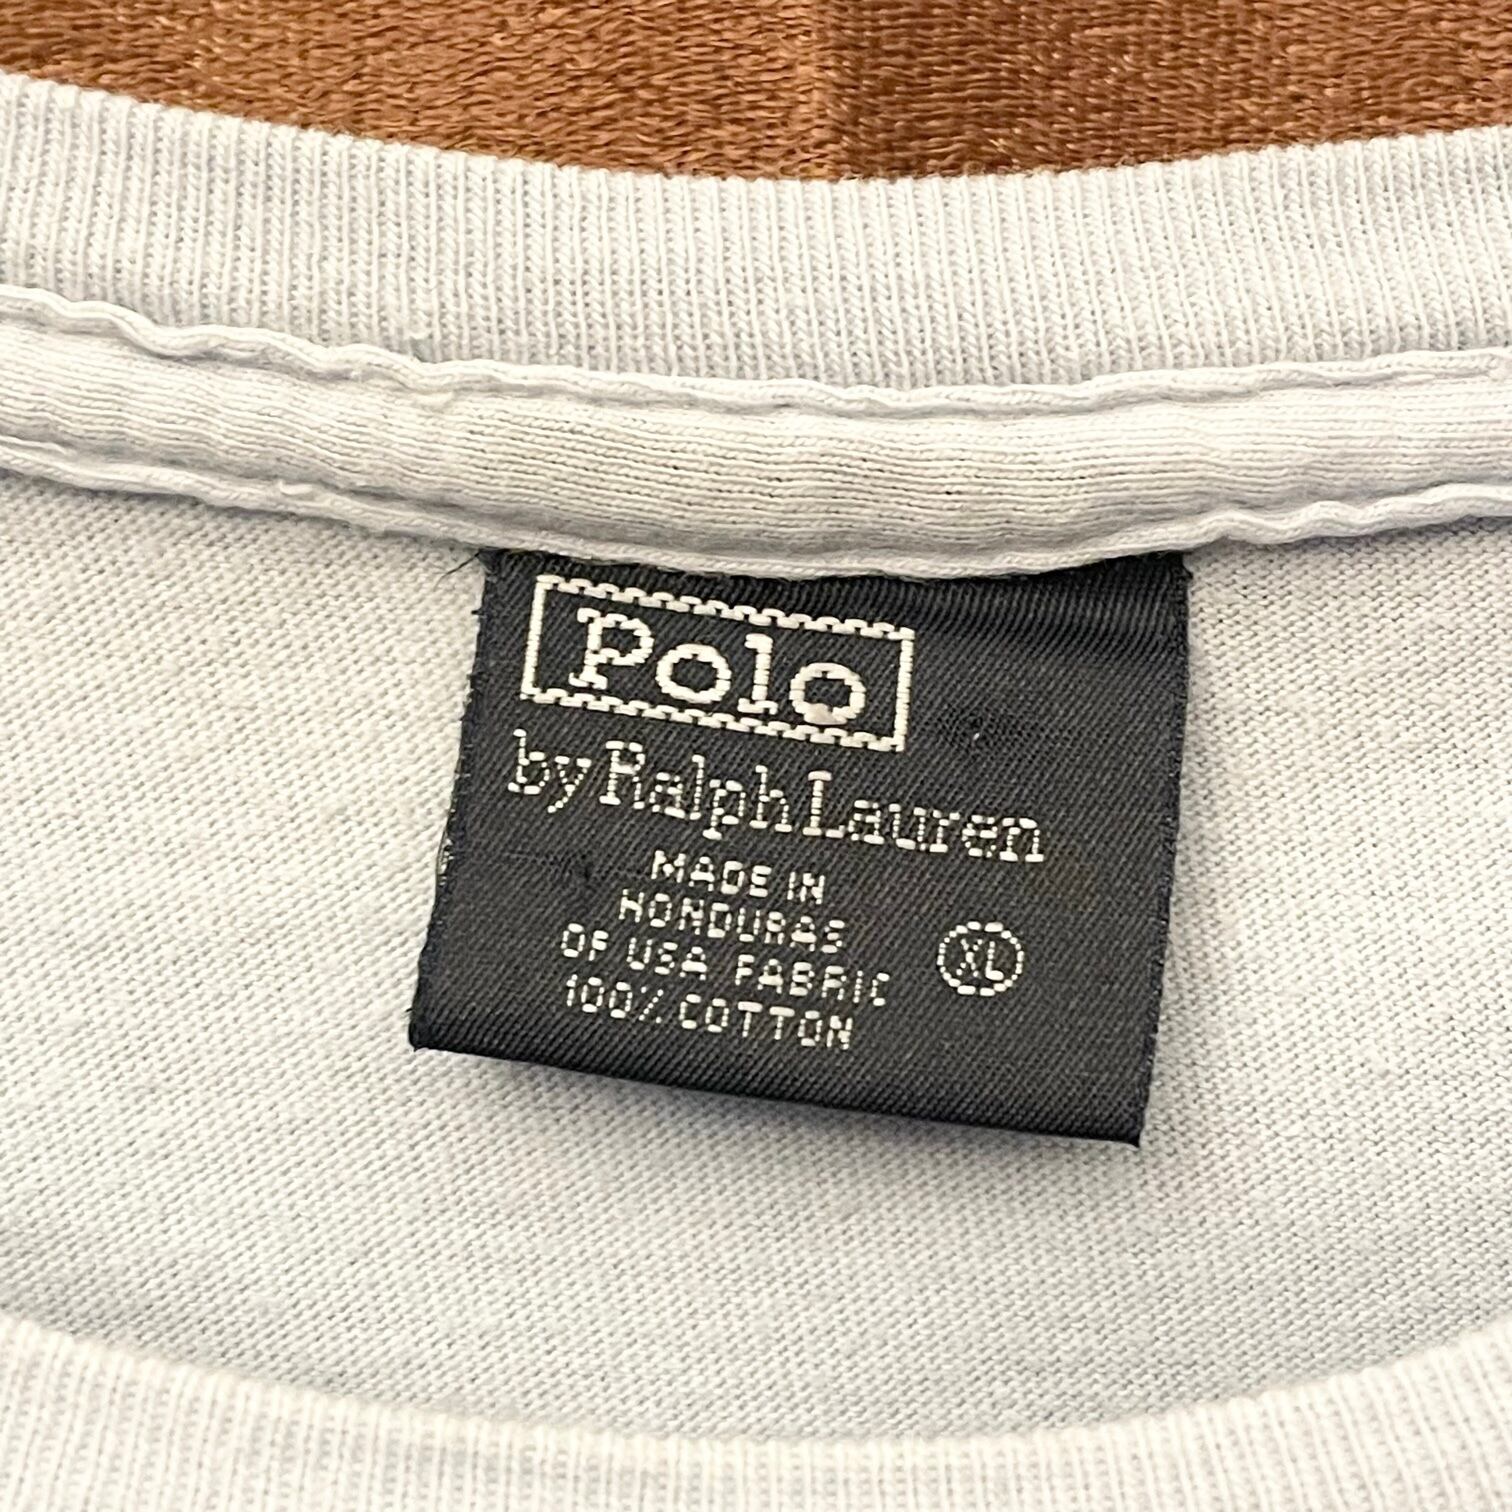 Polo
by Ralph Lauren
MADE IN
HONDURAS
OF USA FABRIC
100% COTTON
XL